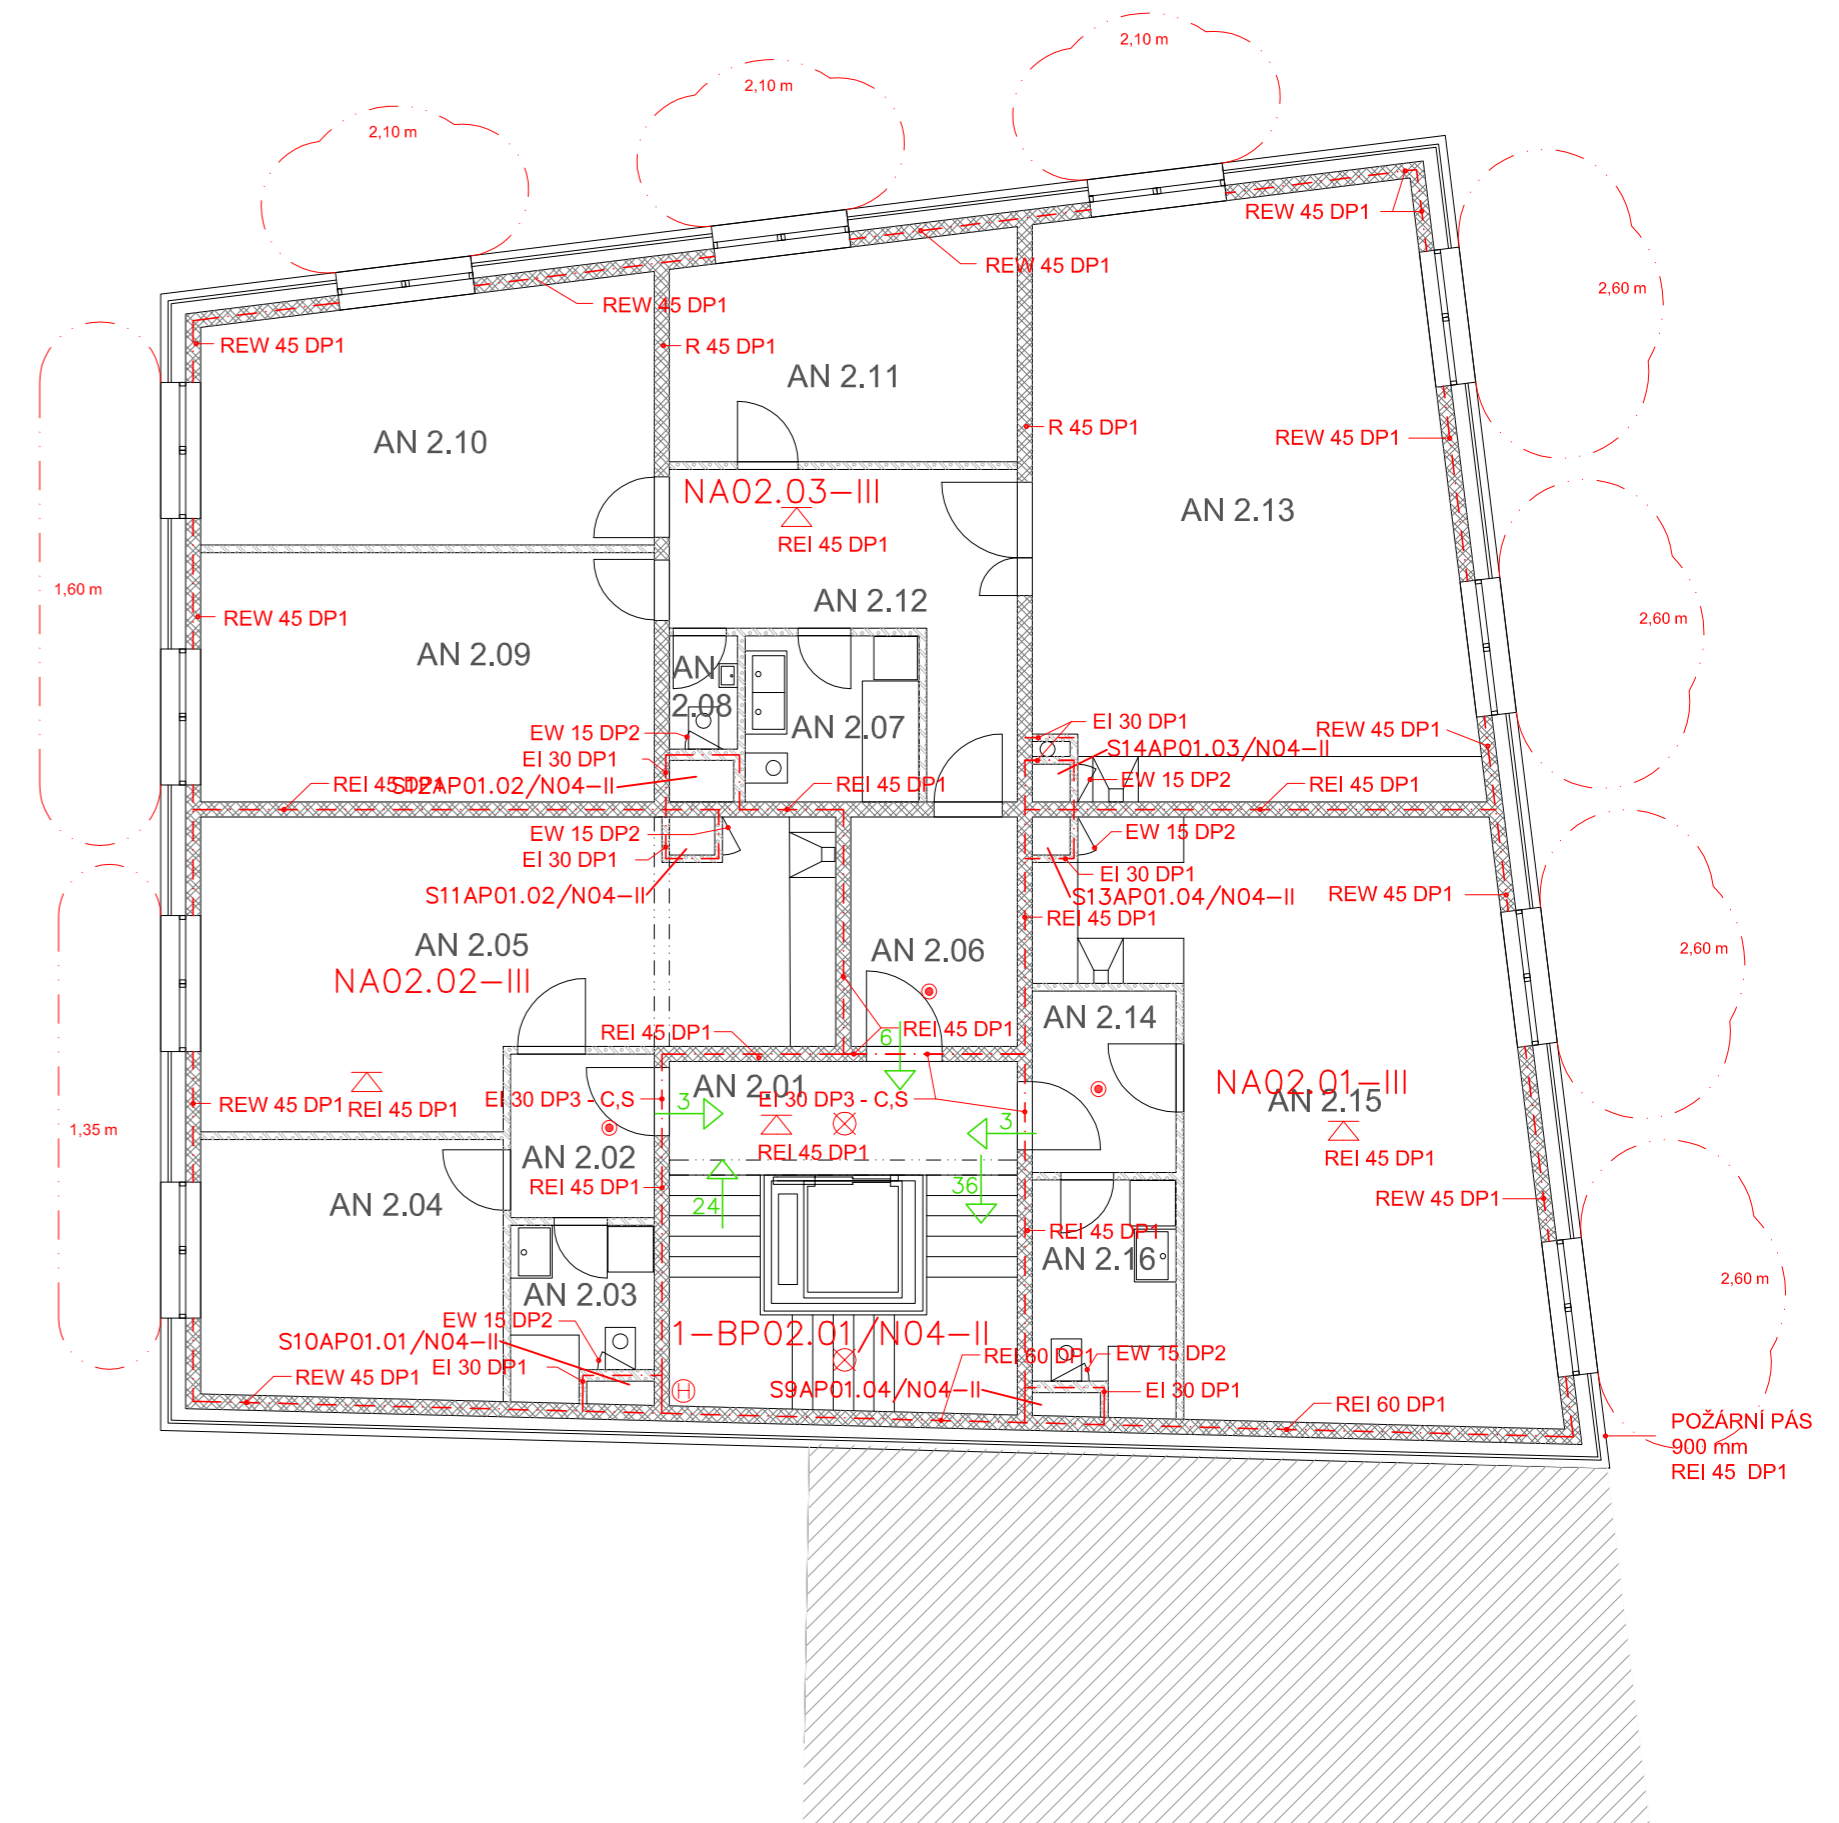 2,10 m
2,10 m
2,10 m
REW 45 DP1
REW 45 DP1
2,60 m
REW 45 DP1
REW 45 DP1
R 45 DP1
AN 2.11
R 45 DP1
REW 45 DP1
AN 2.10
NA02.03-III
AN 2.13
REI 45 DP1
1,60 m
AN 2.12
REW 45 DP1
2,60 m
AN 2.09
AN
2.08
AN 2.07
EI 30 DP1
REW 45 DP1
EW 15 DP2
S14AP01.03/N04-II
EI 30 DP1
REI 45 DP1
S12AP01.02/N04-II
REI 45 DP1
EW 15 DP2
REI 45 DP1
EW 15 DP2
EW 15 DP2
EI 30 DP1
EI 30 DP1
S11AP01.02/N04-II
S13AP01.04/N04-II
REW 45 DP1
REI 45 DP1
AN 2.05
AN 2.06
2,60 m
NA02.02-III
AN 2.14
REI 45 DP1
6
REI 45 DP1
AN 2.01
NA02.01-III
REW 45 DP1
REI 45 DP1
EI 30 DP3 - C,S
3
EI 30 DP3 - C,S
AN 2.15
1,35 m
3
REI 45 DP1
AN 2.02
REI 45 DP1
REI 45 DP1
36
AN 2.04
24
REW 45 DP1
REI 45 DP1
AN 2.16
2,60 m
AN 2.03
EW 15 DP2
1-BP02.01/N04-II
S10AP01.01/N04-II
REI 60 DP1
EW 15 DP2
EI 30 DP1
REW 45 DP1
H
S9AP01.04/N04-II
EI 30 DP1
REI 60 DP1
POŽÁRNÍ PÁS
900 mm
REI 45 DP1